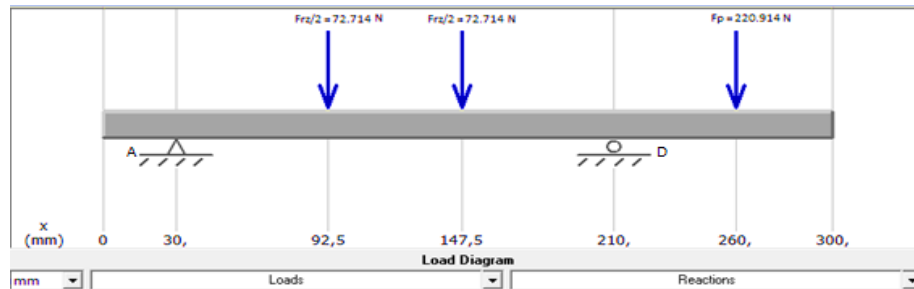 Frz/2 = 72.714 N Frz/2 = 72.714 N Fp = 220.914 N
A D
x
(mm) 0 30, 92,5 147,5 210, 260, 300,
Load Diagram
mm Loads Reactions